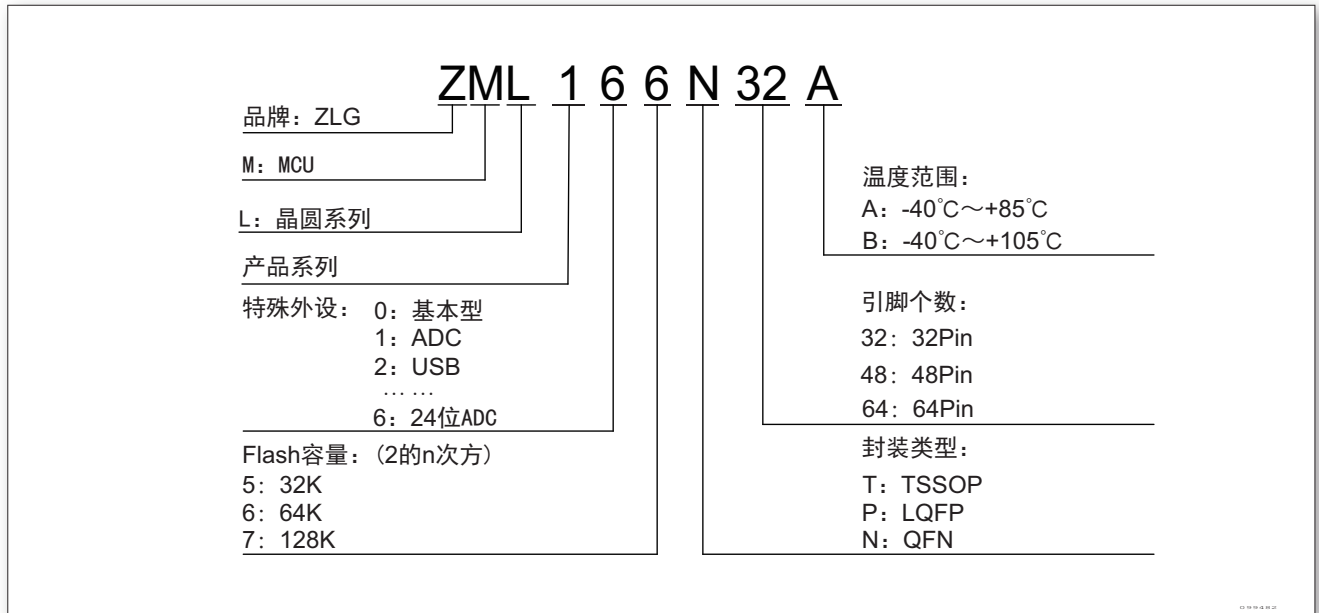 ZML 1 6 6 N 32 A
品牌：ZLG
M：MCU
L：晶圆系列
产品系列
特殊外设：0：基本型
1：ADC
2：USB
… …
6：24位ADC
Flash容量：(2的n次方)
5：32K
6：64K
7：128K
温度范围：
A：-40℃～+85℃
B：-40℃～+105℃
引脚个数：
32：32Pin
48：48Pin
64：64Pin
封装类型：
T：TSSOP
P：LQFP
N：QFN